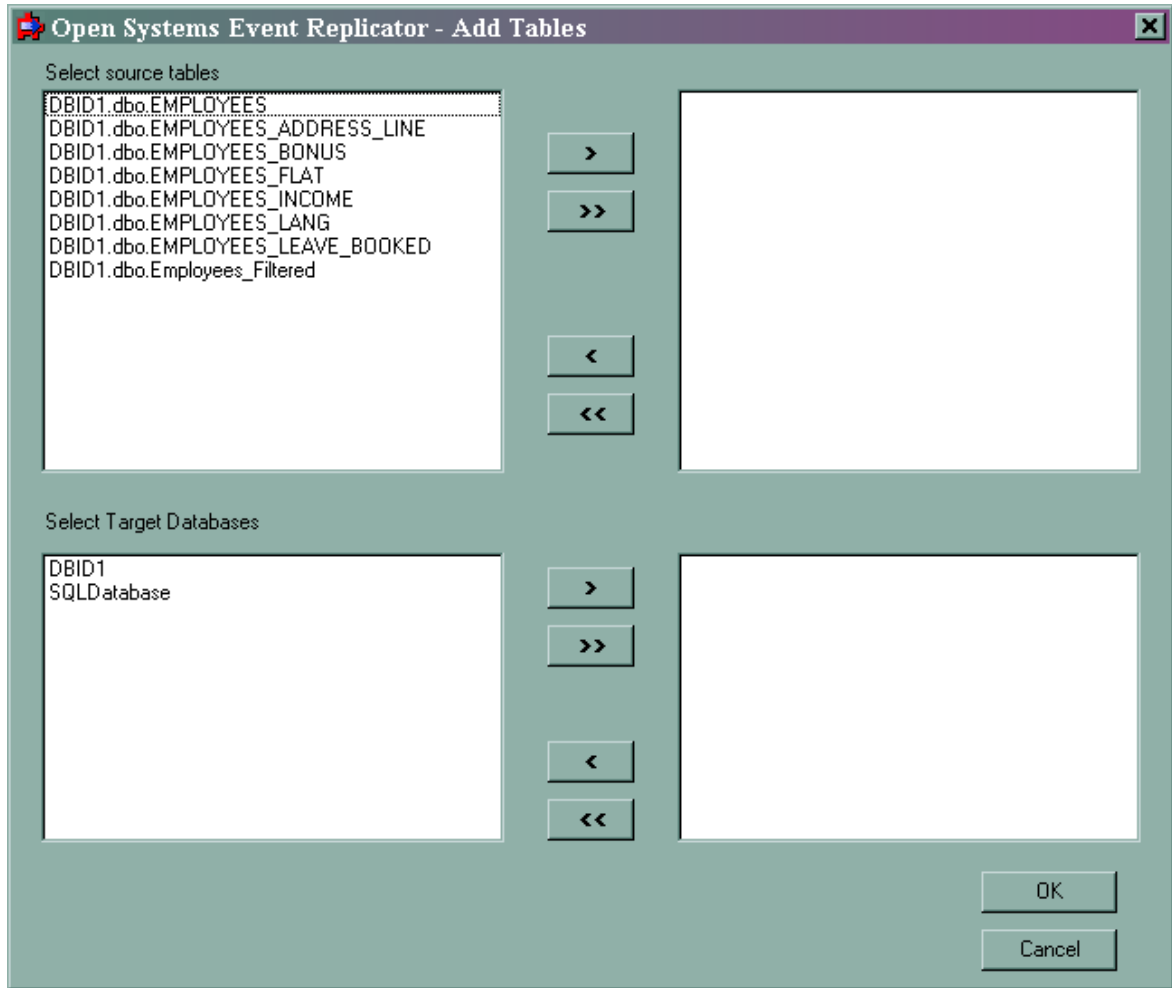 Open Systems Event Replicator - Add Tables
Select source tables
DBID1.dbo.EMPLOYEES
DBID1.dbo.EMPLOYEES_ADDRESS_LINE
DBID1.dbo.EMPLOYEES_BONUS
DBID1.dbo.EMPLOYEES_FLAT
DBID1.dbo.EMPLOYEES_INCOME
DBID1.dbo.EMPLOYEES_LANG
DBID1.dbo.EMPLOYEES_LEAVE_BOOKED
DBID1.dbo.Employees_Filtered
>
>>
<
<<
Select Target Databases
DBID1
SQLDatabase
>
>>
<
<<
OK
Cancel